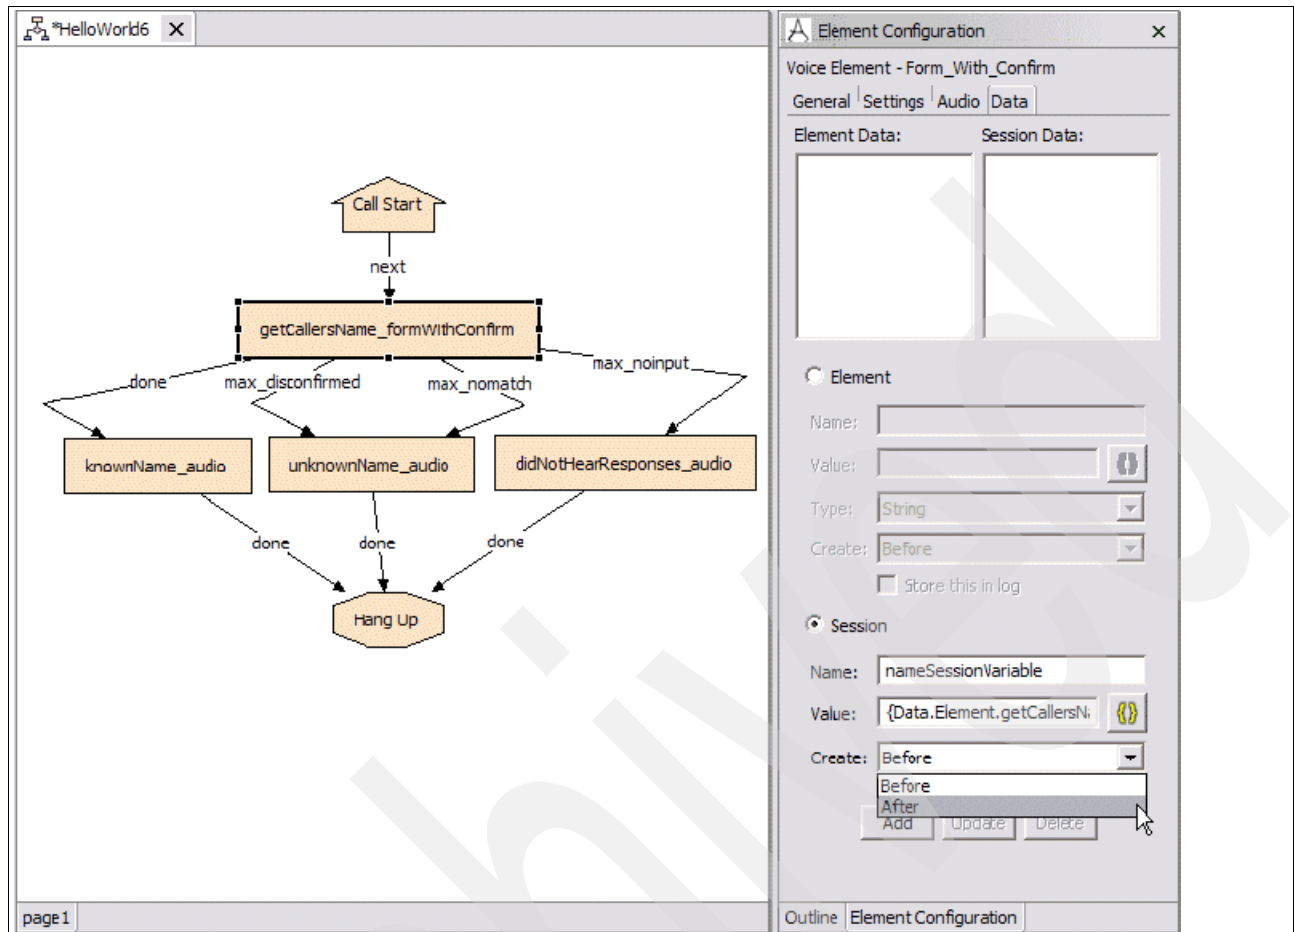 *HelloWorld6
Call Start
next
getCallersName_formWithConfirm
done
max_disconfirmed
max_nomatch
max_noinput
knownName_audio
unknownName_audio
didNotHearResponses_audio
done
done
done
Hang Up
page1
Element Configuration
Voice Element - Form_With_Confirm
General Settings Audio Data
Element Data: Session Data:
Element
Name:
Value:
Type: String
Create: Before
Store this in log
Session
Name: nameSessionVariable
Value: {Data.Element.getCallersNa
Create: Before
Before
After
Add Update Delete
Outline Element Configuration